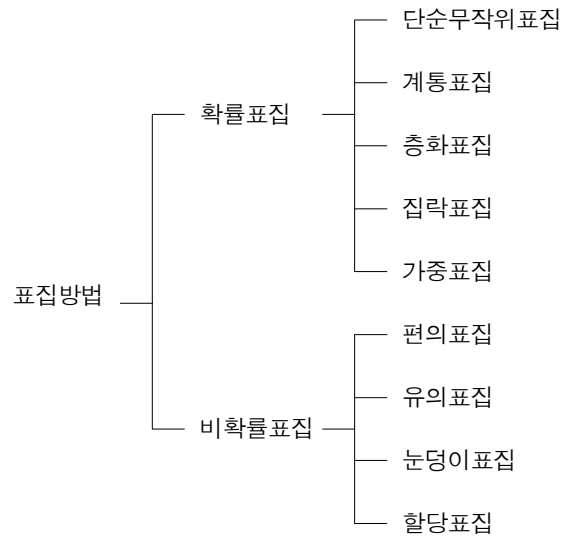 표집방법
확률표집
단순무작위표집
계통표집
층화표집
집락표집
가중표집
비확률표집
편의표집
유의표집
눈덩이표집
할당표집